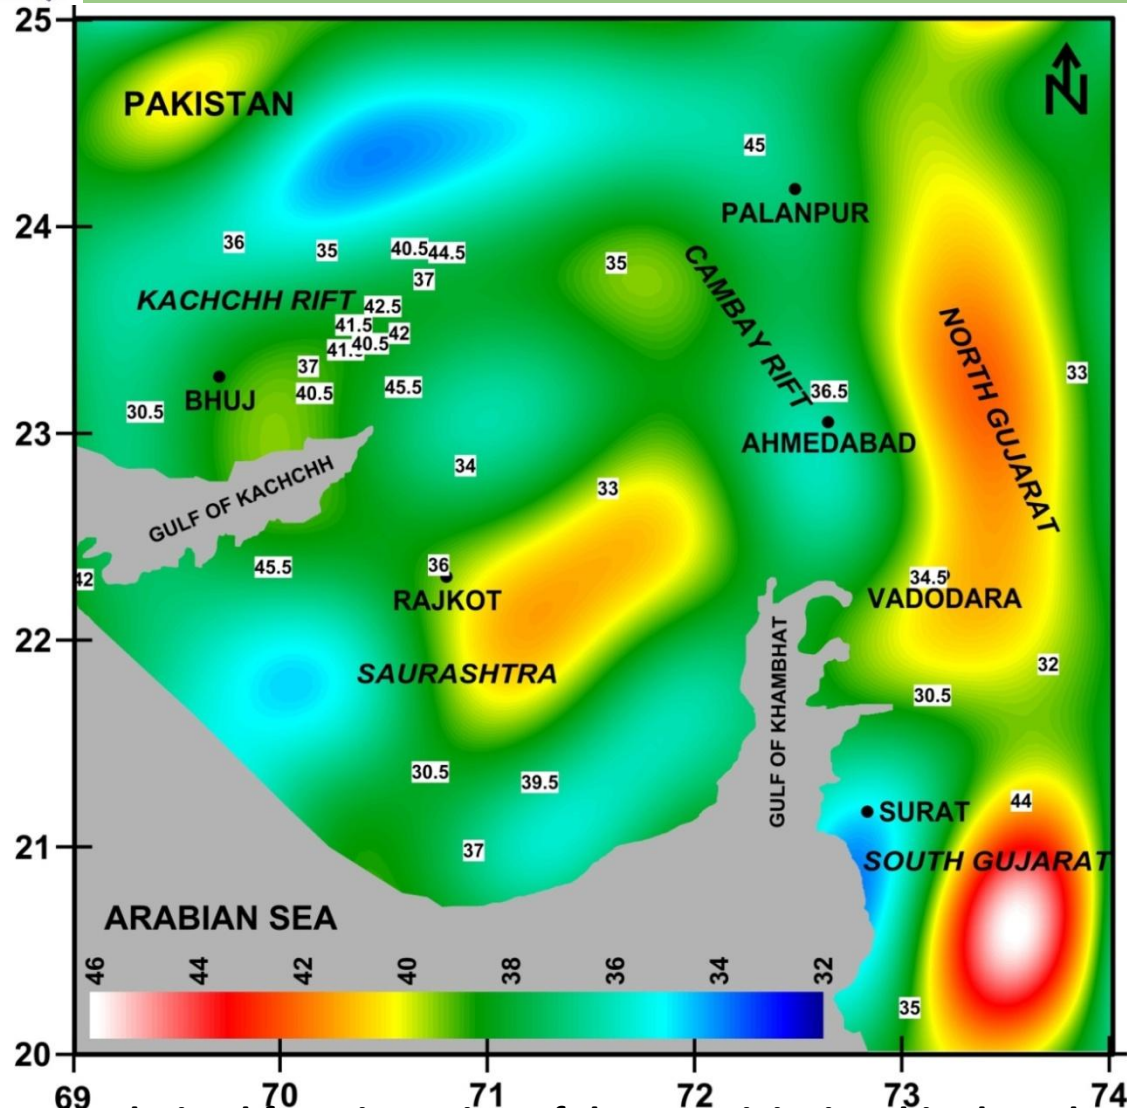 25
PAKISTAN
N
45
24
PALANPUR
36
35
40.5
44.5
35
37
CAMBAY RIFT
KACHCHH RIFT
42.5
41.5
42
40.5
NORTH GUJARAT
37
33
BHUJ
40.5
45.5
36.5
30.5
23
AHMEDABAD
34
33
GULF OF KACHCHH
45.5
36
42
34.5
RAJKOT
VADODARA
22
SAURASHTRA
GULF OF KHAMBHAT
32
30.5
30.5
39.5
44
SURAT
21
37
SOUTH GUJARAT
ARABIAN SEA
46 44 42 40 38 36 34 32
35
20
69 70 71 72 73 74